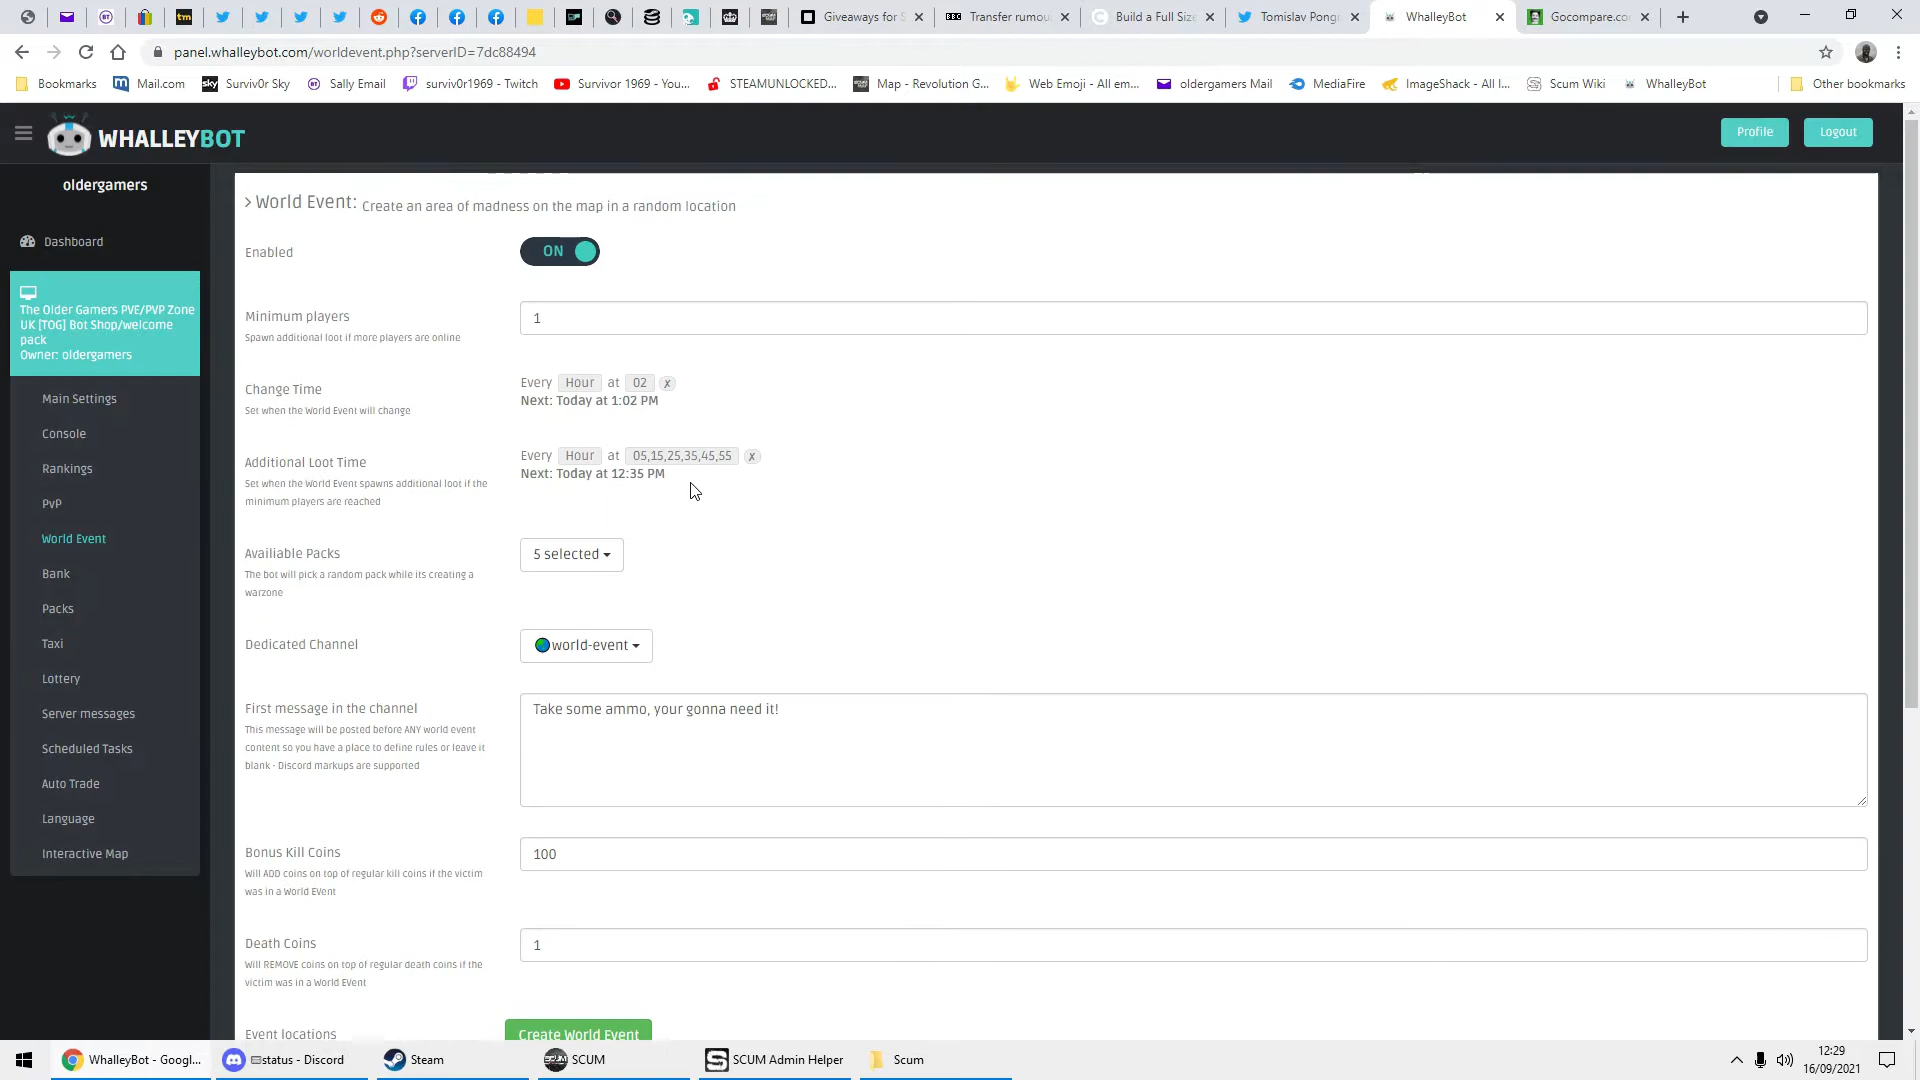 Giveaways for S
Transfer rumou
Build a Full Size
Tomislav Pongr
WhalleyBot
Gocompare.co
panel.whalleybot.com/worldevent.php?serverID=7dc88494
Bookmarks
Mail.com
Surviv0r Sky
Sally Email
surviv0r1969 - Twitch
Survivor 1969 - You...
STEAMUNLOCKED...
Map - Revolution G...
Web Emoji - All em...
oldergamers Mail
MediaFire
ImageShack - All I...
Scum Wiki
WhalleyBot
Other bookmarks
WHALLEYBOT
Profile
Logout
oldergamers
Dashboard
The Older Gamers PVE/PVP Zone
UK [TOG] Bot Shop/welcome
pack
Owner: oldergamers
Main Settings
Console
Rankings
PvP
World Event
Bank
Packs
Taxi
Lottery
Server messages
Scheduled Tasks
Auto Trade
Language
Interactive Map
> World Event: Create an area of madness on the map in a random location
Enabled
ON
Minimum players
Spawn additional loot if more players are online
1
Change Time
Set when the World Event will change
Every Hour at 02 x
Next: Today at 1:02 PM
Additional Loot Time
Set when the World Event spawns additional loot if the
minimum players are reached
Every Hour at 05,15,25,35,45,55 x
Next: Today at 12:35 PM
Availiable Packs
The bot will pick a random pack while its creating a
warzone
5 selected
Dedicated Channel
world-event
First message in the channel
This message will be posted before ANY world event
content so you have a place to define rules or leave it
blank - Discord markups are supported
Take some ammo, your gonna need it!
Bonus Kill Coins
Will ADD coins on top of regular kill coins if the victim
was in a World EVent
100
Death Coins
Will REMOVE coins on top of regular death coins if the
victim was in a World EVent
1
Event locations
Create World Event
WhalleyBot - Googl...
status - Discord
Steam
SCUM
SCUM Admin Helper
Scum
12:29
16/09/2021